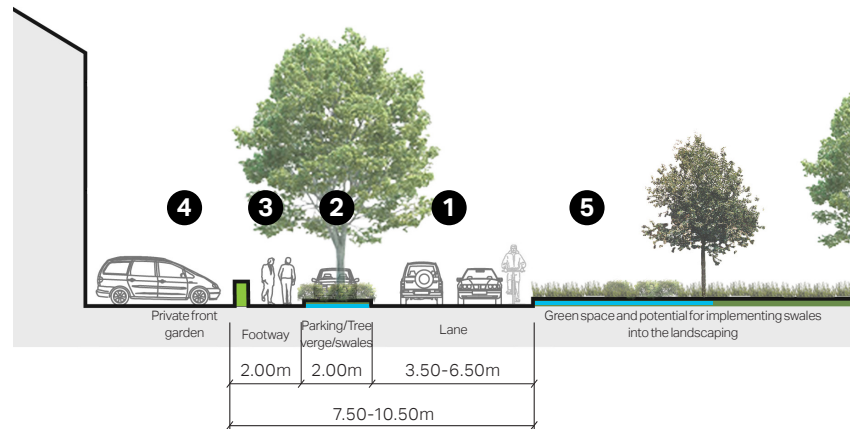 4
3
2
1
5
Private front
garden
Footway
Parking/Tree
verge/swales
Lane
Green space and potential for implementing swales
into the landscaping
2.00m
2.00m
3.50-6.50m
7.50-10.50m